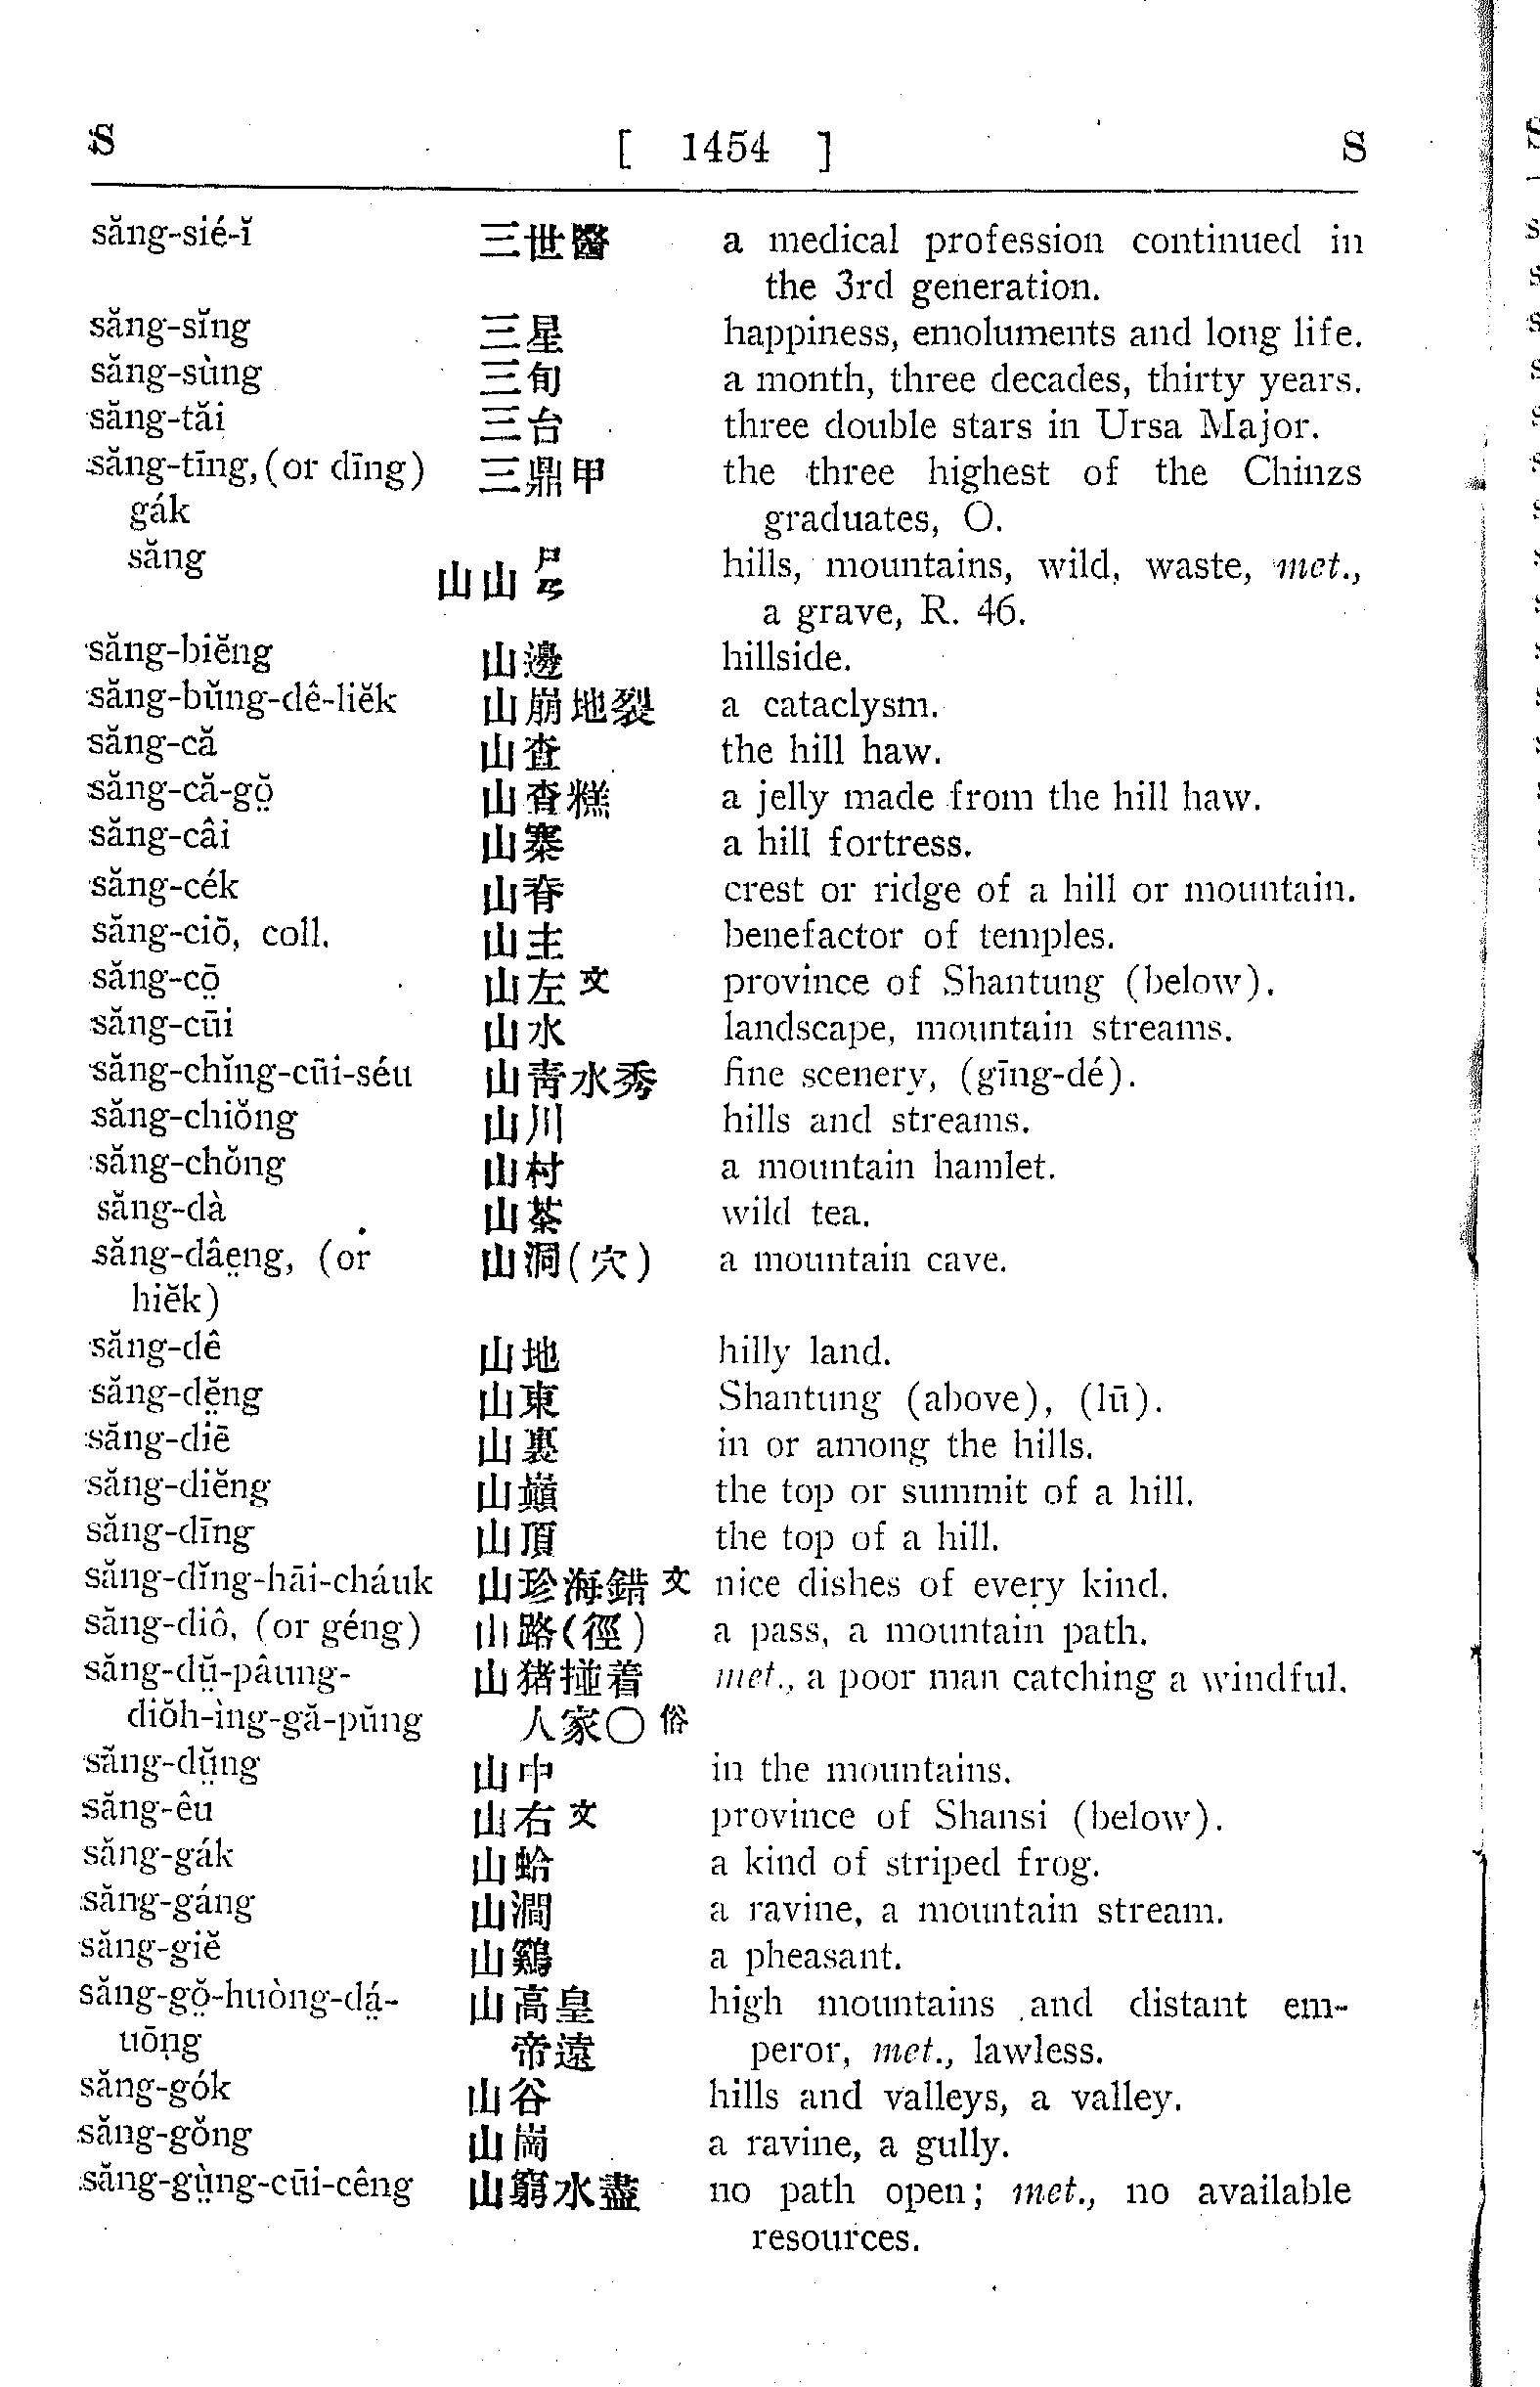 S [ 1454 ] S
săng-sié-ĭ 三世醫 a medical profession continued in
the 3rd generation.
săng-sĭng 三星 happiness, emoluments and long life.
săng-sùng 三旬 a month, three decades, thirty years.
săng-tăi 三台 three double stars in Ursa Major.
săng-tīng, (or dīng) 三鼎甲 the three highest of the Chinzs
gák graduates, O.
săng 山山 hills, mountains, wild, waste, met.,
a grave, R. 46.
săng-biĕng 山邊 hillside.
săng-bŭng-dê-liĕk 山崩地裂 a cataclysm.
săng-că 山查 the hill haw.
săng-că-gŏ̤ 山査糕 a jelly made from the hill haw.
săng-câi 山寨 a hill fortress.
săng-cék 山脊 crest or ridge of a hill or mountain.
săng-ciō, coll. 山主 benefactor of temples.
săng-cō̤ 山左 文 province of Shantung (below).
săng-cūi 山水 landscape, mountain streams.
săng-chĭng-cūi-séu 山靑水秀 fine scenery, (gīng-dé).
săng-chiŏng 山川 hills and streams.
săng-chŏng 山村 a mountain hamlet.
săng-dà 山茶 wild tea.
săng-dâe̤ng, (or 山洞(穴) a mountain cave.
hiĕk)
săng-dê 山地 hilly land.
săng-dĕ̤ng 山東 Shantung (above), (lū).
săng-diē 山裏 in or among the hills.
săng-diĕng 山巔 the top or summit of a hill.
săng-dīng 山頂 the top of a hill.
săng-dĭng-hāi-cháuk 山珍海錯 文 nice dishes of every kind.
săng-diô, (or géng) 山路(徑) a pass, a mountain path.
săng-dṳ̆-pâung- 山猪搥着 met., a poor man catching a windful.
diŏh-ìng-gă-pŭng 人家〇 俗
săng-dṳ̆ng 山中 in the mountains.
săng-êu 山右 文 province of Shansi (below).
săng-gák 山蛤 a kind of striped frog.
săng-gáng 山澗 a ravine, a mountain stream.
săng-giĕ 山鷄 a pheasant.
săng-gŏ̤-huòng-dá̤- 山高皇 high mountains and distant em-
uōng 帝遠 peror, met., lawless.
săng-gók 山谷 hills and valleys, a valley.
săng-gŏng 山崗 a ravine, a gully.
săng-gṳ̀ng-cūi-cêng 山窮水盡 no path open; met., no available
resources.